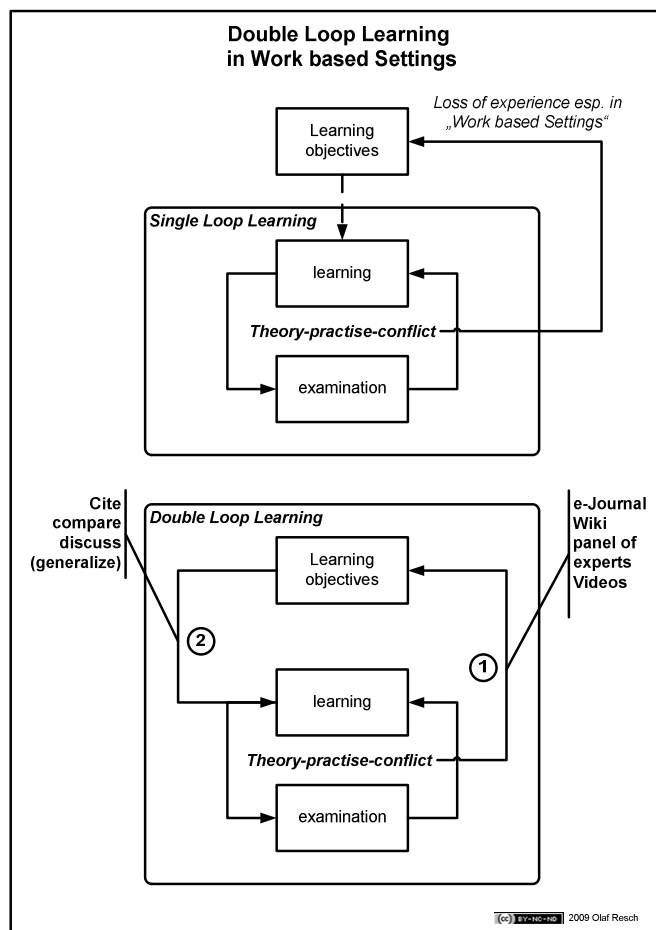 Double Loop Learning
in Work based Settings
Loss of experience esp. in
„Work based Settings“
Learning
objectives
Single Loop Learning
learning
Theory-practise-conflict
examination
Cite
compare
discuss
(generalize)
e-Journal
Wiki
panel of
experts
Videos
Double Loop Learning
Learning
objectives
2
1
learning
Theory-practise-conflict
examination
(cc) BY-NC-ND 2009 Olaf Resch